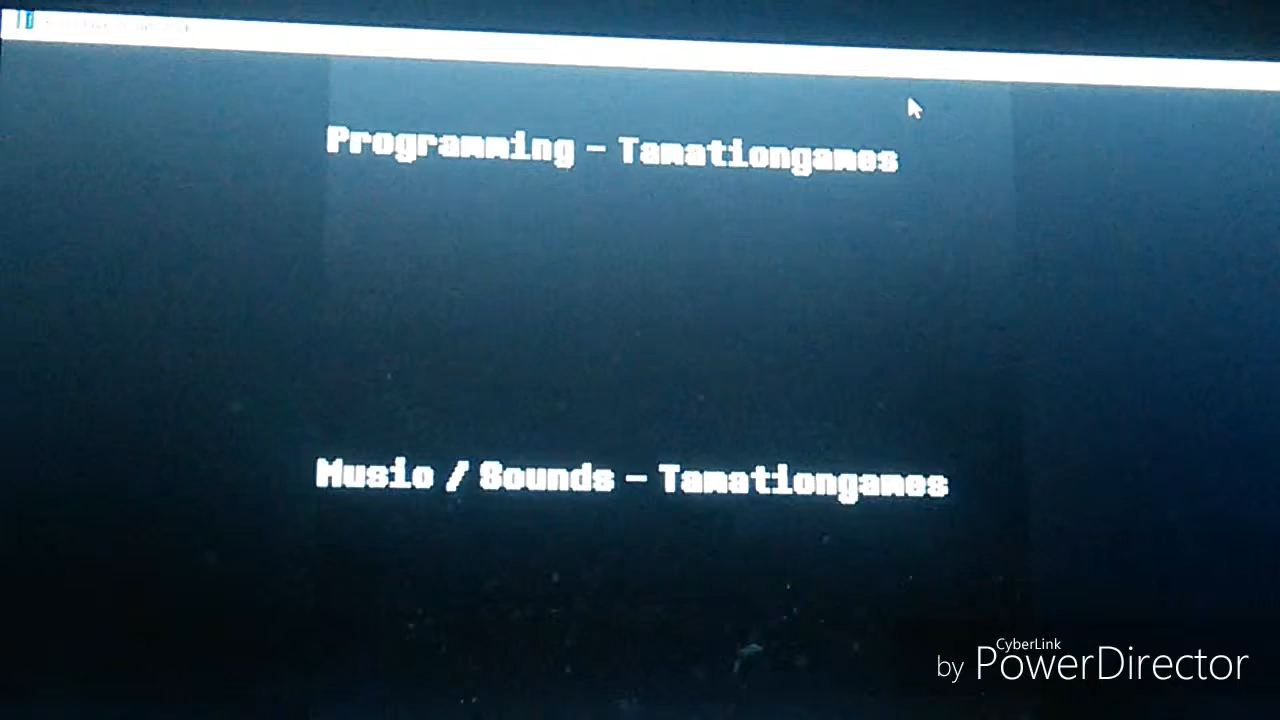 Programming - Tamationgames
Music / Sounds - Tamationgames
CyberLink
by PowerDirector